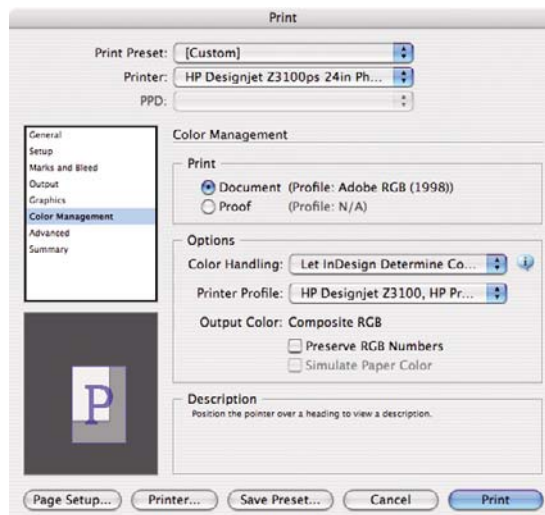 Print
Print Preset: [Custom]
Printer: HP Designjet Z3100ps 24in Ph...
PPD:
General
Setup
Marks and Bleed
Output
Graphics
Color Management
Advanced
Summary
Color Management
Print
Document (Profile: Adobe RGB (1998))
Proof (Profile: N/A)
Options
Color Handling: Let InDesign Determine Co...
Printer Profile: HP Designjet Z3100, HP Pr...
Output Color: Composite RGB
Preserve RGB Numbers
Simulate Paper Color
Description
Position the pointer over a heading to view a description.
P
Page Setup... Printer... Save Preset... Cancel Print